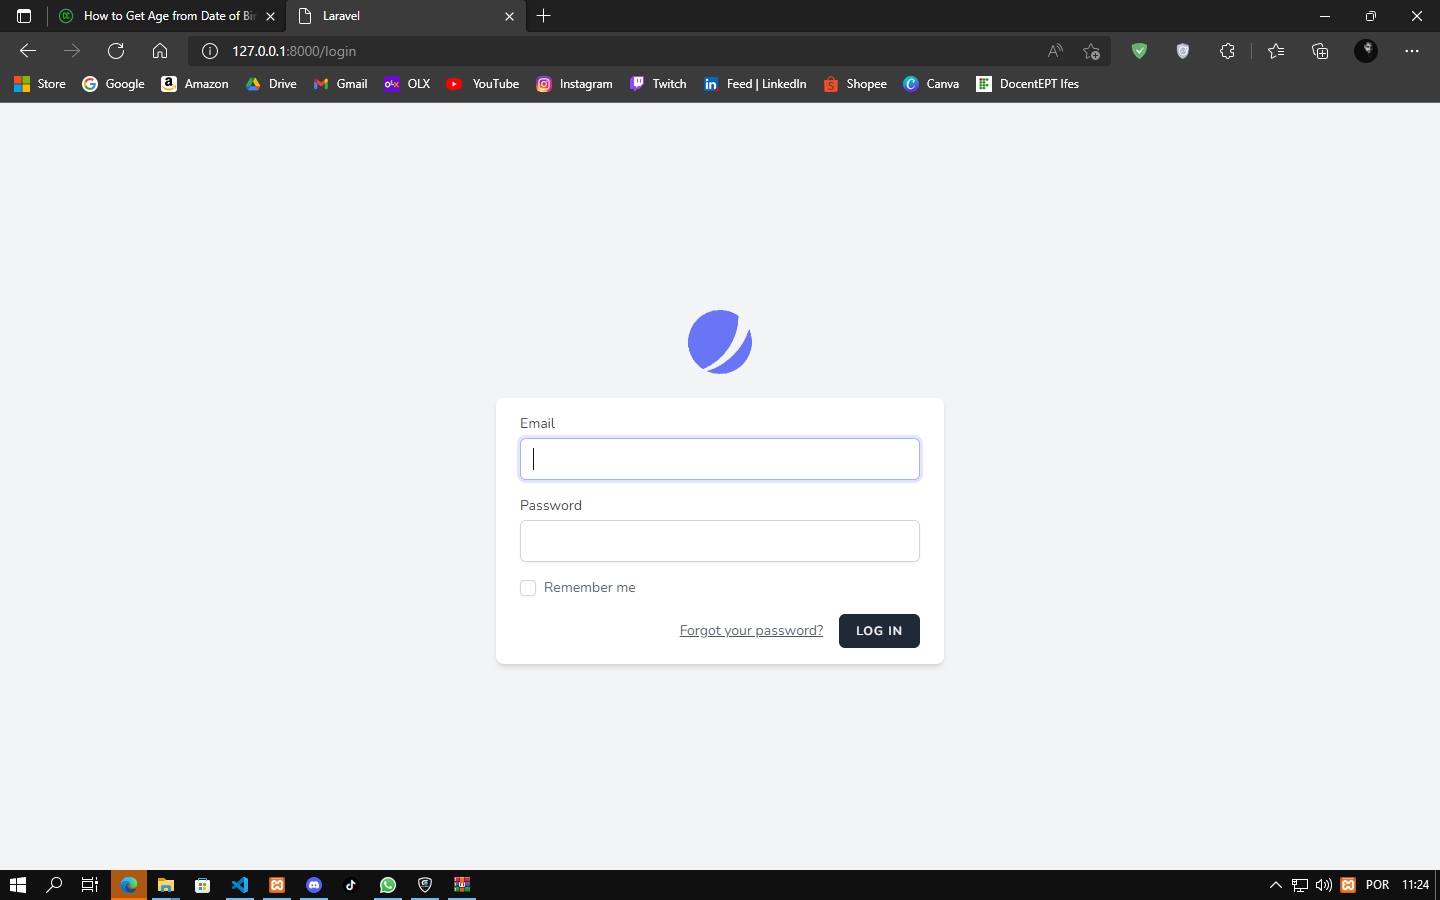 How to Get Age from Date of Bir
Laravel
127.0.0.1:8000/login
Store Google Amazon Drive Gmail OLX YouTube Instagram Twitch Feed | LinkedIn Shopee Canva DocentEPT Ifes
Email
Password
Remember me
Forgot your password? LOG IN
POR 11:24